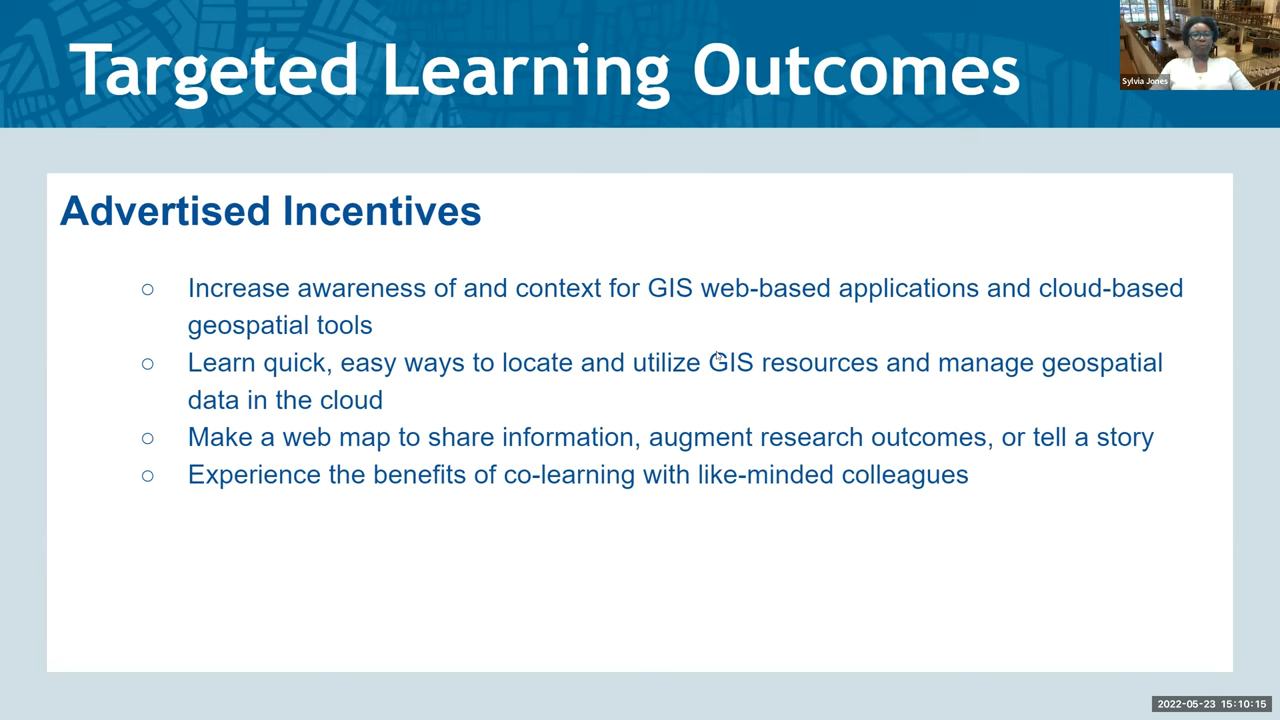 Targeted Learning Outcomes
Sylvia Jones
Advertised Incentives
○ Increase awareness of and context for GIS web-based applications and cloud-based
geospatial tools
○ Learn quick, easy ways to locate and utilize GIS resources and manage geospatial
data in the cloud
○ Make a web map to share information, augment research outcomes, or tell a story
○ Experience the benefits of co-learning with like-minded colleagues
2022-05-23 15:10:15